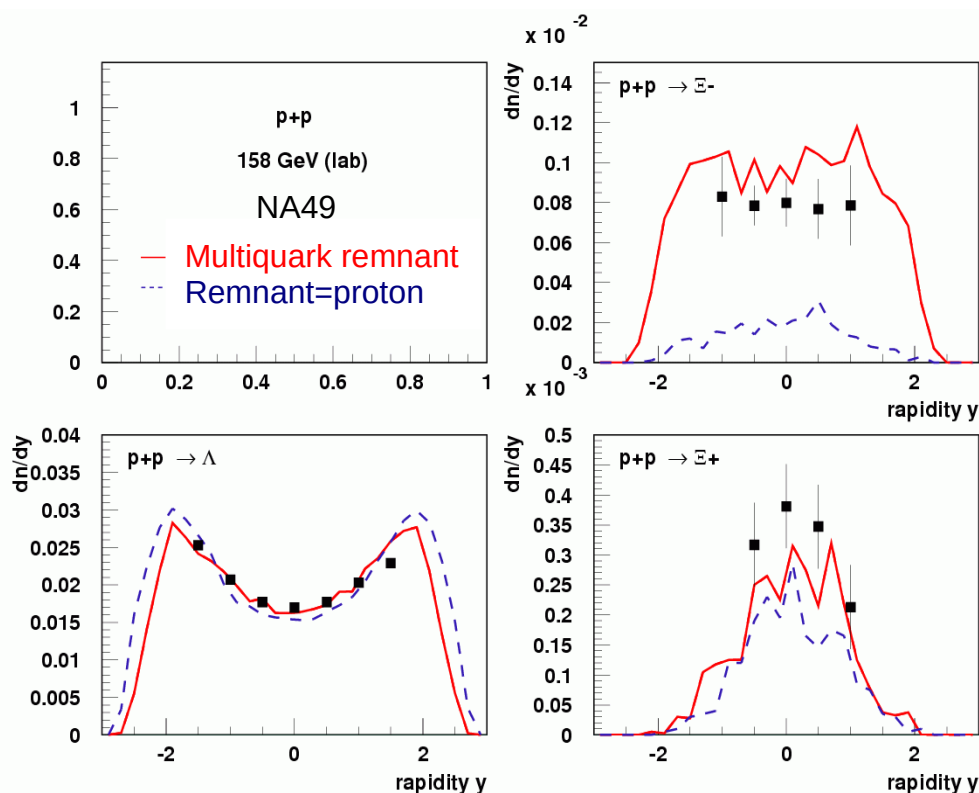 x 10 -2
1
0.8
0.6
0.4
0.2
0
0 0.2 0.4 0.6 0.8 1
p+p
158 GeV (lab)
NA49
Multiquark remnant
Remnant=proton
dn/dy
0.14
0.12
0.1
0.08
0.06
0.04
0.02
0
p+p → Ξ-
-2 0 2
rapidity y
dn/dy
0.04
0.035
0.03
0.025
0.02
0.015
0.01
0.005
0
p+p → Λ
-2 0 2
rapidity y
x 10 -3
dn/dy
0.5
0.45
0.4
0.35
0.3
0.25
0.2
0.15
0.1
0.05
0
p+p → Ξ+
-2 0 2
rapidity y